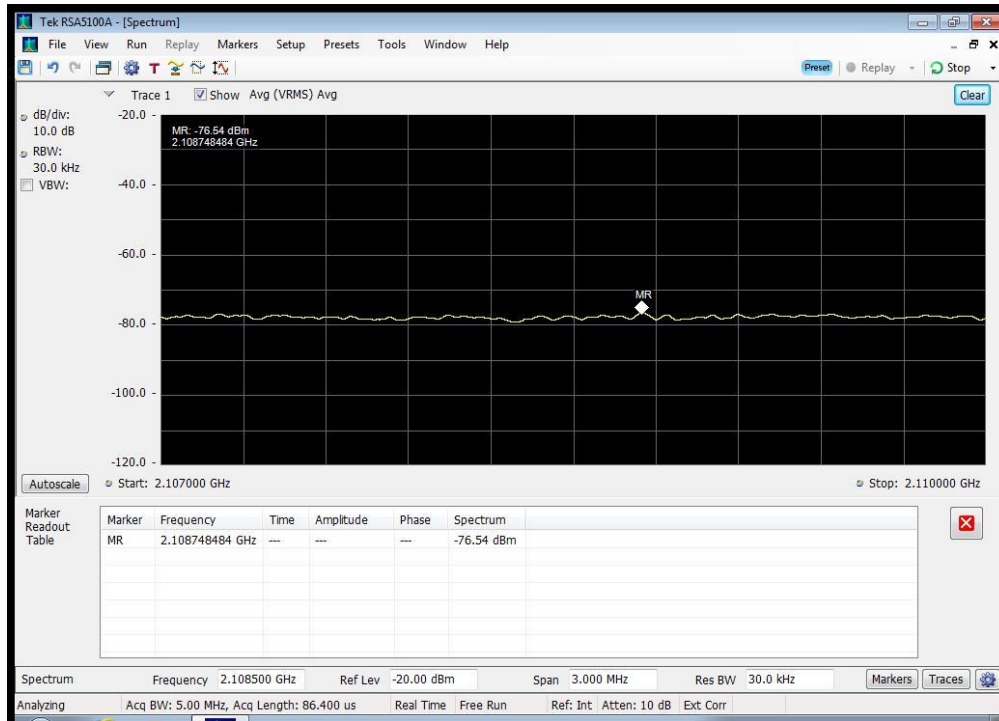 Tek RSA5100A - [Spectrum]
File View Run Replay Markers Setup Presets Tools Window Help
T Preset Replay Stop
Trace 1 Show Avg (VRMS) Avg Clear
dB/div:
10.0 dB
RBW:
30.0 kHz
VBW:
-20.0
MR: -76.54 dBm
2.108748484 GHz
-40.0
-60.0
MR
-80.0
-100.0
-120.0
Autoscale Start: 2.107000 GHz Stop: 2.110000 GHz
Marker
Readout
Table
Marker Frequency Time Amplitude Phase Spectrum
MR 2.108748484 GHz --- --- --- -76.54 dBm
Spectrum Frequency 2.108500 GHz Ref Lev -20.00 dBm Span 3.000 MHz Res BW 30.0 kHz Markers Traces
Analyzing Acq BW: 5.00 MHz, Acq Length: 86.400 us Real Time Free Run Ref: Int Atten: 10 dB Ext Corr